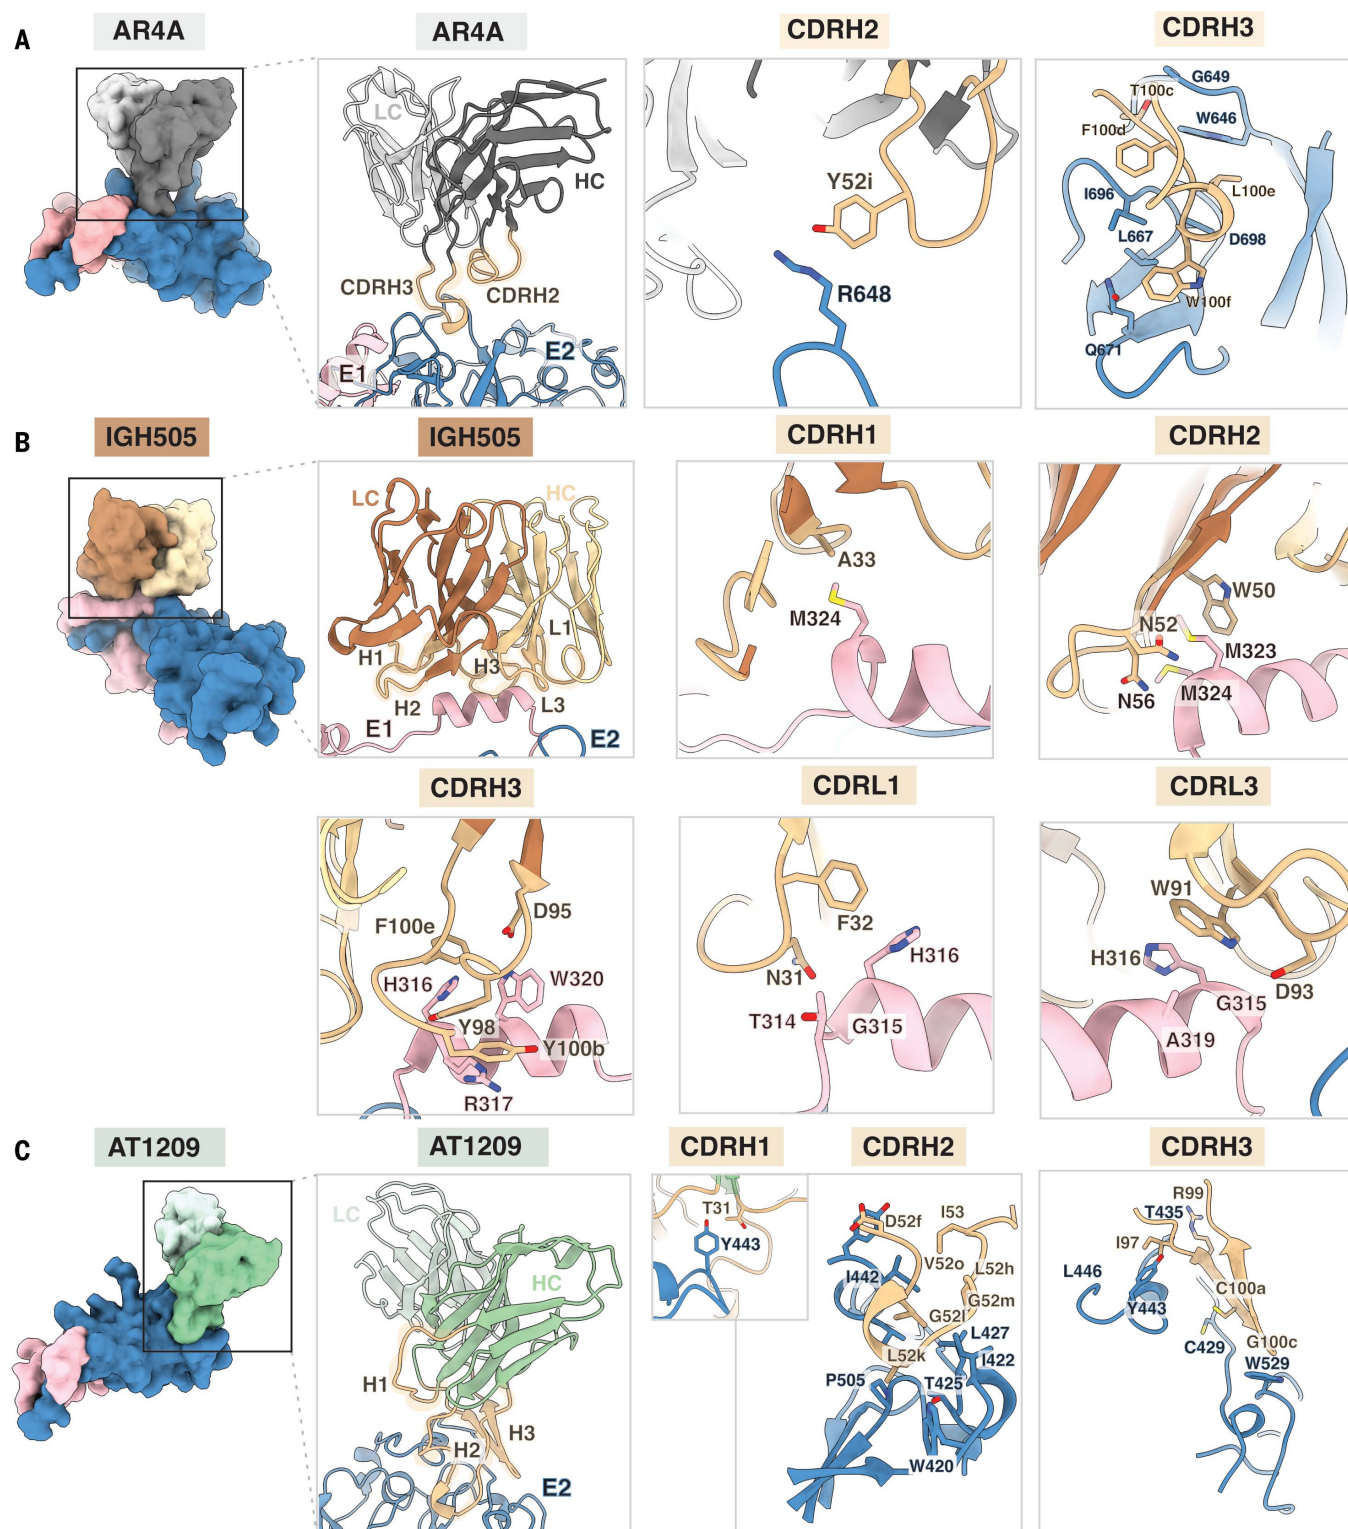 A
AR4A
AR4A
CDRH2
CDRH3
LC
HC
CDRH3
CDRH2
E1
E2
Y52i
R648
G649
T100c
W646
F100d
I696
L100e
L667
D698
W100f
Q671
B
IGH505
IGH505
CDRH1
CDRH2
LC
HC
H1
H3
L1
H2
L3
E1
E2
A33
M324
W50
N52
M323
N56
M324
CDRH3
CDRL1
CDRL3
F100e
D95
H316
W320
Y98
Y100b
R317
F32
N31
H316
T314
G315
W91
H316
D93
G315
A319
C
AT1209
AT1209
CDRH1
CDRH2
CDRH3
LC
HC
H1
H2
H3
E2
T31
Y443
D52f
I53
V52o
L52h
I442
G52m
G52l
L427
L52k
I422
P505
T425
W420
R99
T435
I97
L446
C100a
Y443
C429
G100c
W529